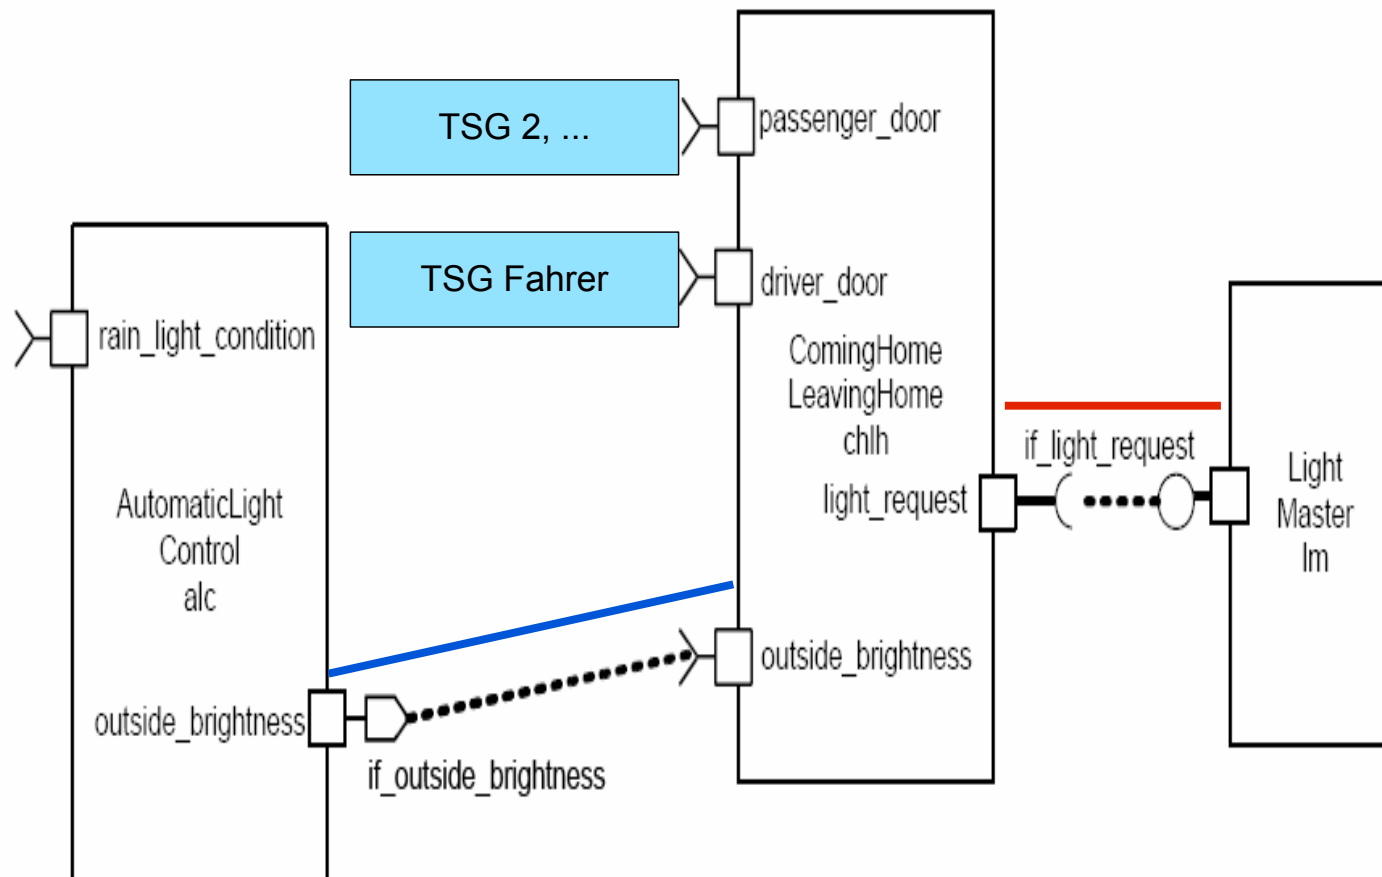 TSG 2, ...
passenger_door
TSG Fahrer
driver_door
rain_light_condition
ComingHome
LeavingHome
chlh
if_light_request
light_request
Light
Master
lm
AutomaticLight
Control
alc
outside_brightness
outside_brightness
if_outside_brightness